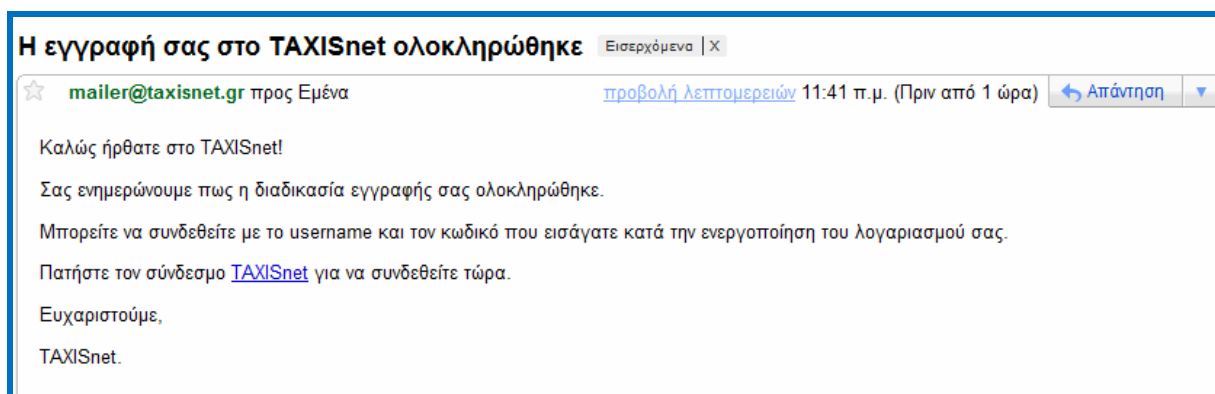 Η εγγραφή σας στο TAXISnet ολοκληρώθηκε Εισερχόμενα | X
mailer@taxisnet.gr προς Εμένα προβολή λεπτομερειών 11:41 π.μ. (Πριν από 1 ώρα) Απάντηση
Καλώς ήρθατε στο TAXISnet!
Σας ενημερώνουμε πως η διαδικασία εγγραφής σας ολοκληρώθηκε.
Μπορείτε να συνδεθείτε με το username και τον κωδικό που εισάγατε κατά την ενεργοποίηση του λογαριασμού σας.
Πατήστε τον σύνδεσμο TAXISnet για να συνδεθείτε τώρα.
Ευχαριστούμε,
TAXISnet.